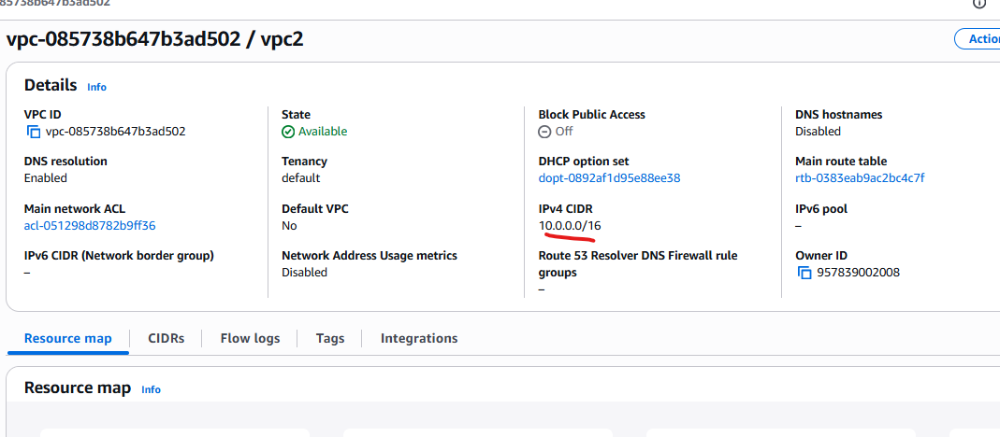 vpc-085738b647b3ad502 / vpc2
Actio
Details Info
VPC ID
vpc-085738b647b3ad502
State
Available
Block Public Access
Off
DNS hostnames
Disabled
DNS resolution
Enabled
Tenancy
default
DHCP option set
dopt-0892af1d95e88ee38
Main route table
rtb-0383eab9ac2bc4c7f
Main network ACL
acl-051298d8782b9ff36
Default VPC
No
IPv4 CIDR
10.0.0.0/16
IPv6 pool
–
IPv6 CIDR (Network border group)
–
Network Address Usage metrics
Disabled
Route 53 Resolver DNS Firewall rule
groups
–
Owner ID
957839002008
Resource map CIDRs Flow logs Tags Integrations
Resource map Info